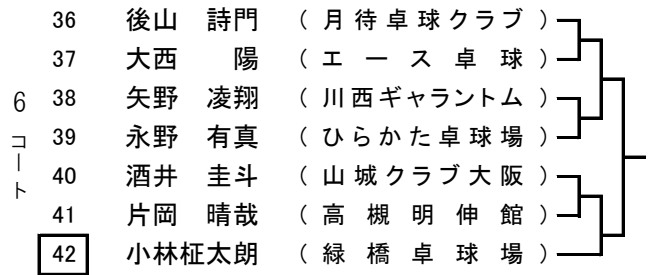 36 後山 詩門 (月待卓球クラブ)
37 大西 陽 (エース卓球)
38 矢野 凌翔 (川西ギャラントム)
39 永野 有真 (ひらかた卓球場)
40 酒井 圭斗 (山城クラブ大阪)
41 片岡 晴哉 (高槻明伸館)
42 小林柾太朗 (緑橋卓球場)
6コート